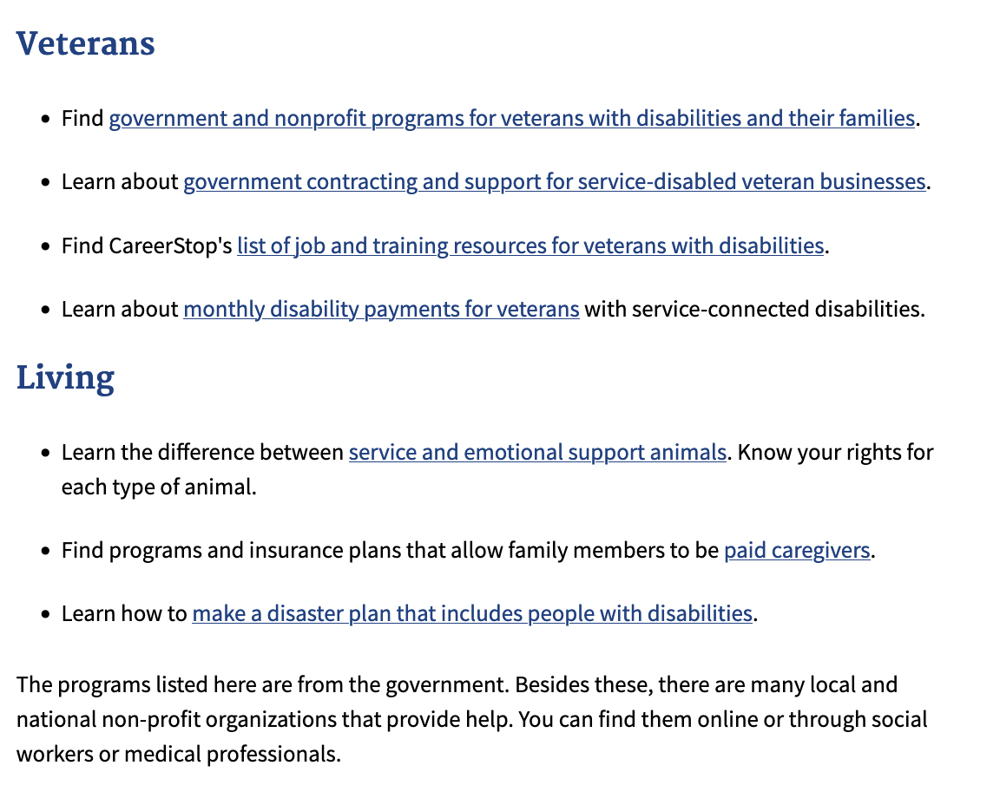 Veterans
• Find government and nonprofit programs for veterans with disabilities and their families.
• Learn about government contracting and support for service-disabled veteran businesses.
• Find CareerStop's list of job and training resources for veterans with disabilities.
• Learn about monthly disability payments for veterans with service-connected disabilities.
Living
• Learn the difference between service and emotional support animals. Know your rights for
each type of animal.
• Find programs and insurance plans that allow family members to be paid caregivers.
• Learn how to make a disaster plan that includes people with disabilities.
The programs listed here are from the government. Besides these, there are many local and
national non-profit organizations that provide help. You can find them online or through social
workers or medical professionals.